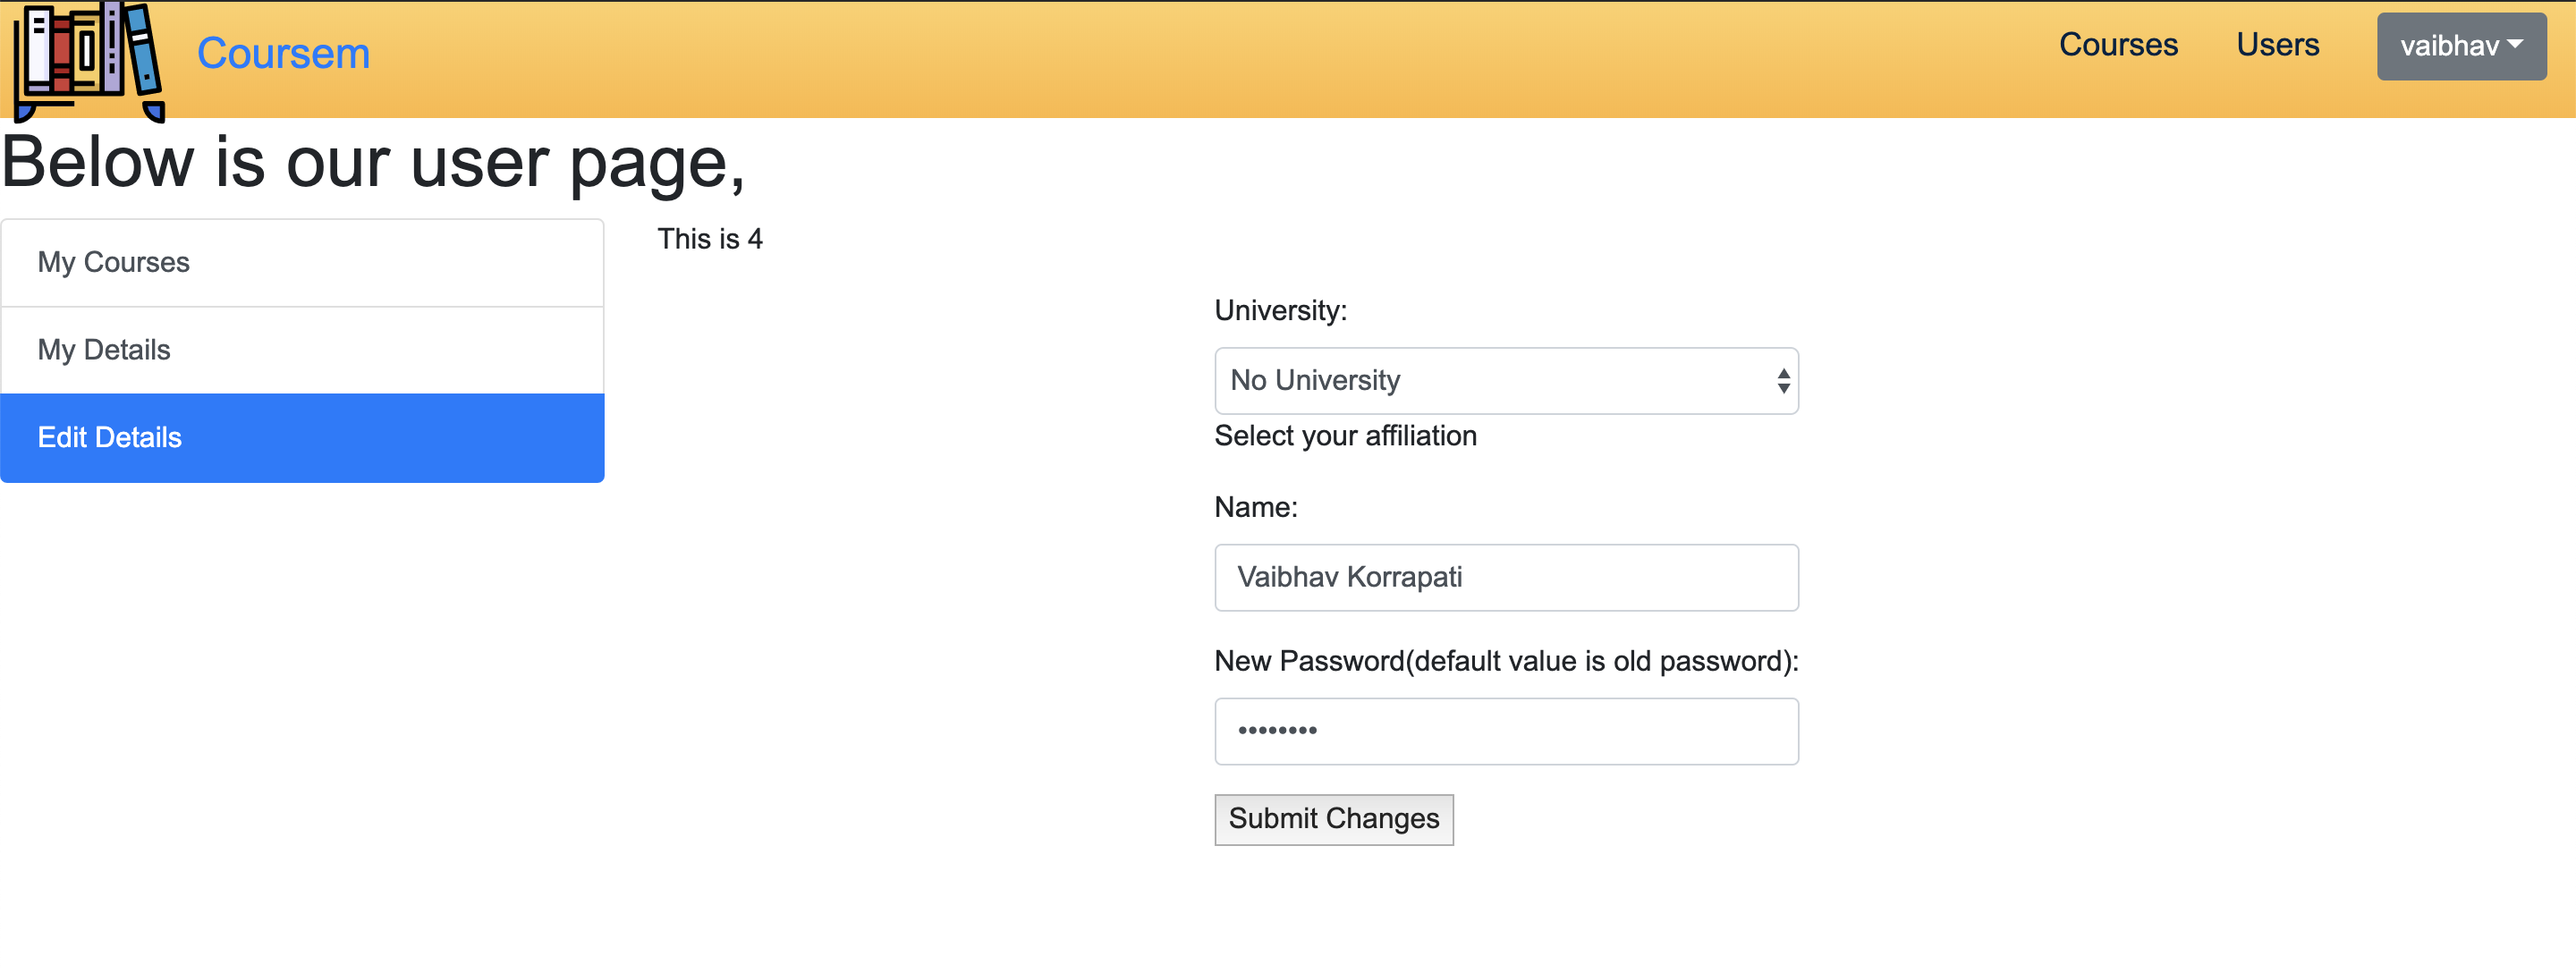 Coursem
Courses
Users
vaibhav
Below is our user page,
My Courses
My Details
Edit Details
This is 4
University:
No University
Select your affiliation
Name:
Vaibhav Korrapati
New Password(default value is old password):
••••••••
Submit Changes